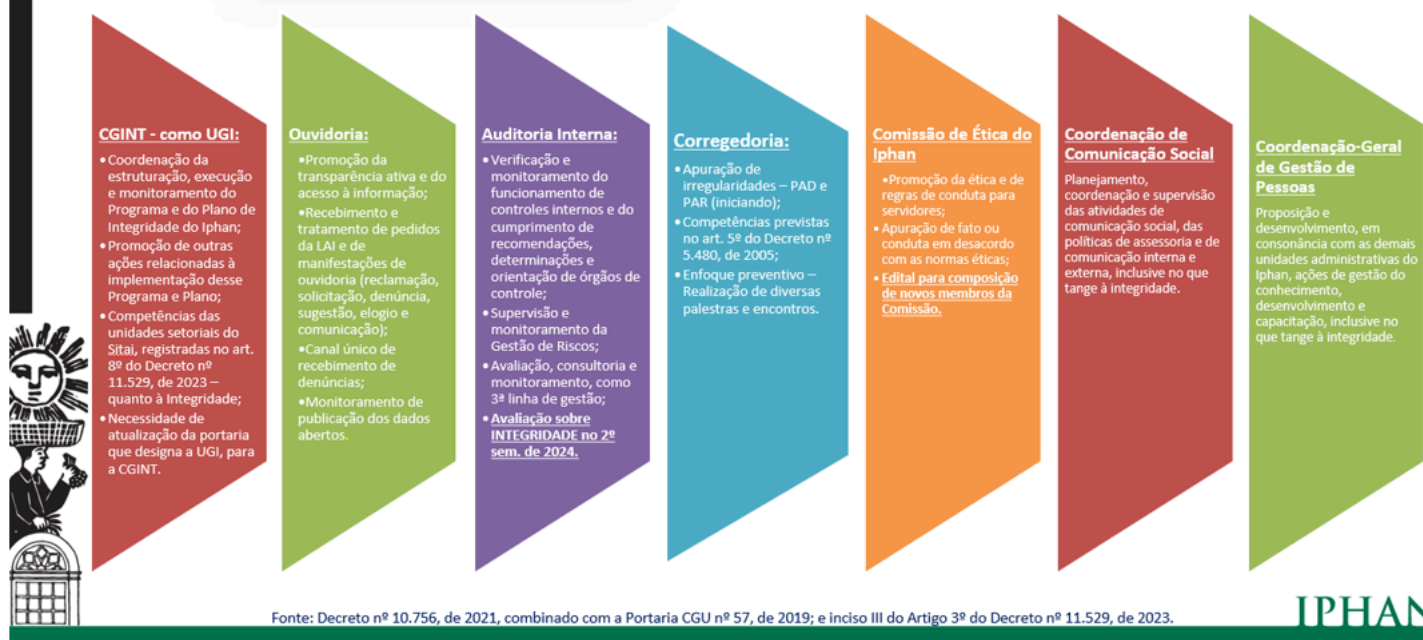 CGINT - como UGI:
•Coordenação da
estruturação, execução
e monitoramento do
Programa e do Plano de
Integridade do Iphan;
•Promoção de outras
ações relacionadas à
implementação desse
Programa e Plano;
•Competências das
unidades setoriais do
Sitai, registradas no art.
8º do Decreto nº
11.529, de 2023 –
quanto à Integridade;
•Necessidade de
atualização da portaria
que designa a UGI, para
a CGINT.
Ouvidoria:
•Promoção da
transparência ativa e do
acesso à informação;
•Recebimento e
tratamento de pedidos
da LAI e de
manifestações de
ouvidoria (reclamação,
solicitação, denúncia,
sugestão, elogio e
comunicação);
•Canal único de
recebimento de
denúncias;
•Monitoramento de
publicação dos dados
abertos.
Auditoria Interna:
•Verificação e
monitoramento do
funcionamento de
controles internos e do
cumprimento de
recomendações,
determinações e
orientação de órgãos de
controle;
•Supervisão e
monitoramento da
Gestão de Riscos;
•Avaliação, consultoria e
monitoramento, como
3ª linha de gestão;
•Avaliação sobre
INTEGRIDADE no 2º
sem. de 2024.
Corregedoria:
•Apuração de
irregularidades – PAD e
PAR (iniciando);
•Competências previstas
no art. 5º do Decreto nº
5.480, de 2005;
•Enfoque preventivo –
Realização de diversas
palestras e encontros.
Comissão de Ética do
Iphan
•Promoção da ética e de
regras de conduta para
servidores;
•Apuração de fato ou
conduta em desacordo
com as normas éticas;
•Edital para composição
de novos membros da
Comissão.
Coordenação de
Comunicação Social
Planejamento,
coordenação e supervisão
das atividades de
comunicação social, das
políticas de assessoria e de
comunicação interna e
externa, inclusive no que
tange à integridade.
Coordenação-Geral
de Gestão de
Pessoas
Proposição e
desenvolvimento, em
consonância com as demais
unidades administrativas do
Iphan, ações de gestão do
conhecimento,
desenvolvimento e
capacitação, inclusive no
que tange à integridade.
Fonte: Decreto nº 10.756, de 2021, combinado com a Portaria CGU nº 57, de 2019; e inciso III do Artigo 3º do Decreto nº 11.529, de 2023.
IPHAN